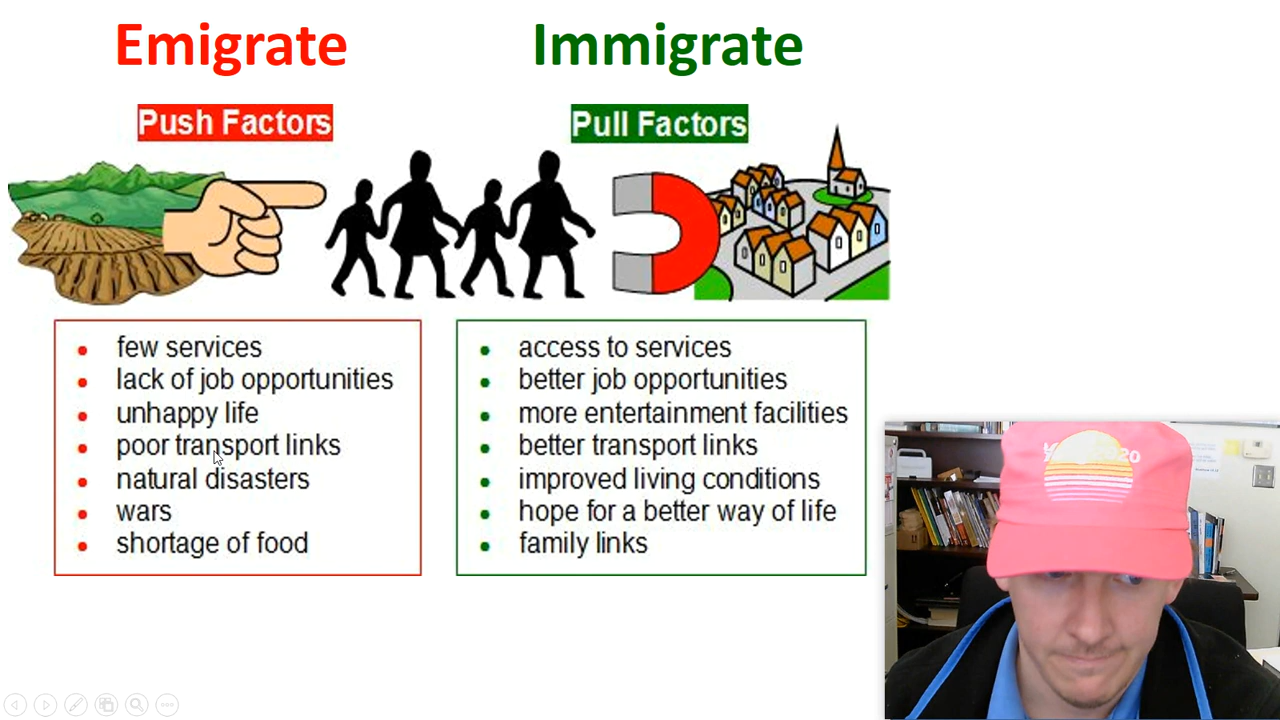 Emigrate
Immigrate
Push Factors
Pull Factors
few services
lack of job opportunities
unhappy life
poor transport links
natural disasters
wars
shortage of food
access to services
better job opportunities
more entertainment facilities
better transport links
improved living conditions
hope for a better way of life
family links